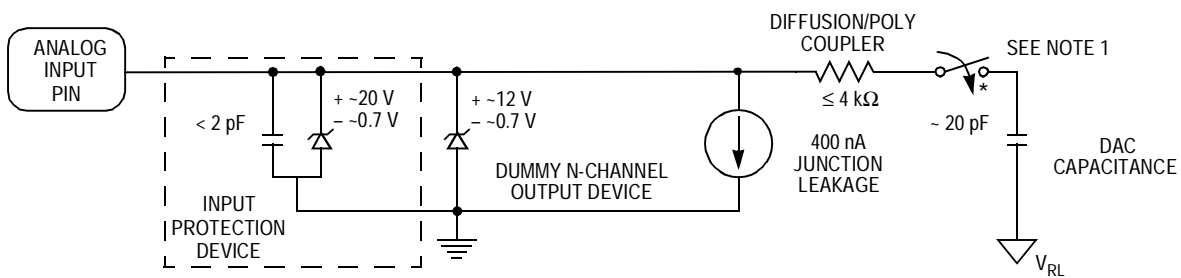 DIFFUSION/POLY
COUPLER
SEE NOTE 1
ANALOG
INPUT
PIN
+ ~20 V
– ~0.7 V
+ ~12 V
– ~0.7 V
< 2 pF
≤ 4 kΩ
*
~ 20 pF
400 nA
JUNCTION
LEAKAGE
DAC
CAPACITANCE
DUMMY N-CHANNEL
OUTPUT DEVICE
INPUT
PROTECTION
DEVICE
VRL